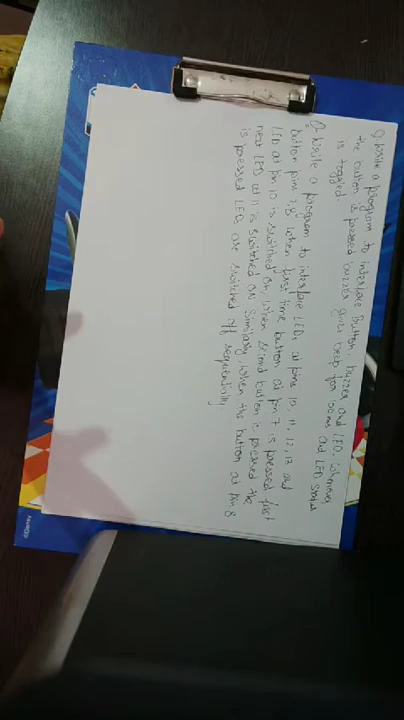 Q. Write a program to interface Button, buzzer and LED. Whenever
the button is pressed buzzer gives beep for 100ms and LED status
is toggled
Q. Write a program to interface LEDs at pins 10, 11, 12, 13 and
button pins 7, 8. When first time button at pin 7 is pressed first
LED at pin 10 is switched on, when second button is pressed the
next LED at 11 is switched on. Similarly, when the button at pin 8
is pressed LEDs are switched off sequentially
©Disney